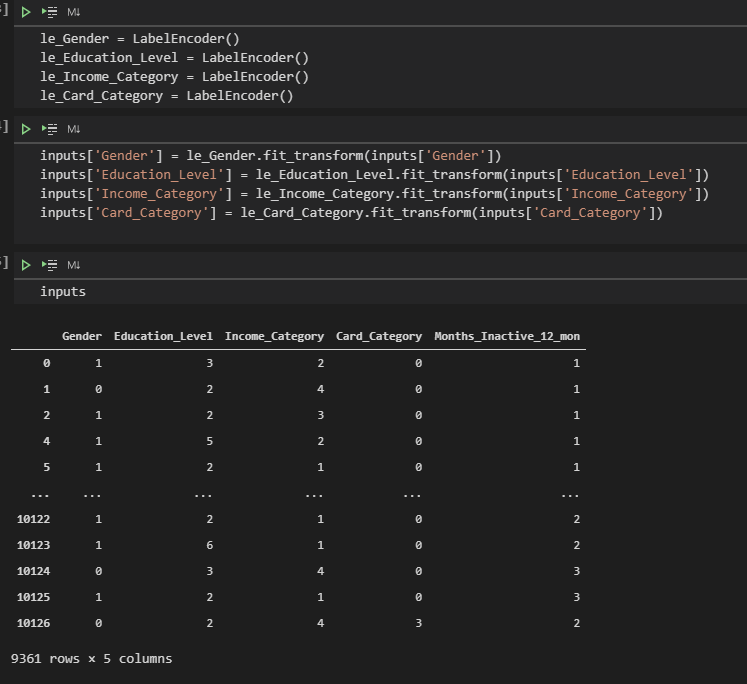 ]
M↓
le_Gender = LabelEncoder()
le_Education_Level = LabelEncoder()
le_Income_Category = LabelEncoder()
le_Card_Category = LabelEncoder()
]
M↓
inputs['Gender'] = le_Gender.fit_transform(inputs['Gender'])
inputs['Education_Level'] = le_Education_Level.fit_transform(inputs['Education_Level'])
inputs['Income_Category'] = le_Income_Category.fit_transform(inputs['Income_Category'])
inputs['Card_Category'] = le_Card_Category.fit_transform(inputs['Card_Category'])
]
M↓
inputs
Gender Education_Level Income_Category Card_Category Months_Inactive_12_mon
0 1 3 2 0 1
1 0 2 4 0 1
2 1 2 3 0 1
4 1 5 2 0 1
5 1 2 1 0 1
... ... ... ... ... ...
10122 1 2 1 0 2
10123 1 6 1 0 2
10124 0 3 4 0 3
10125 1 2 1 0 3
10126 0 2 4 3 2
9361 rows × 5 columns